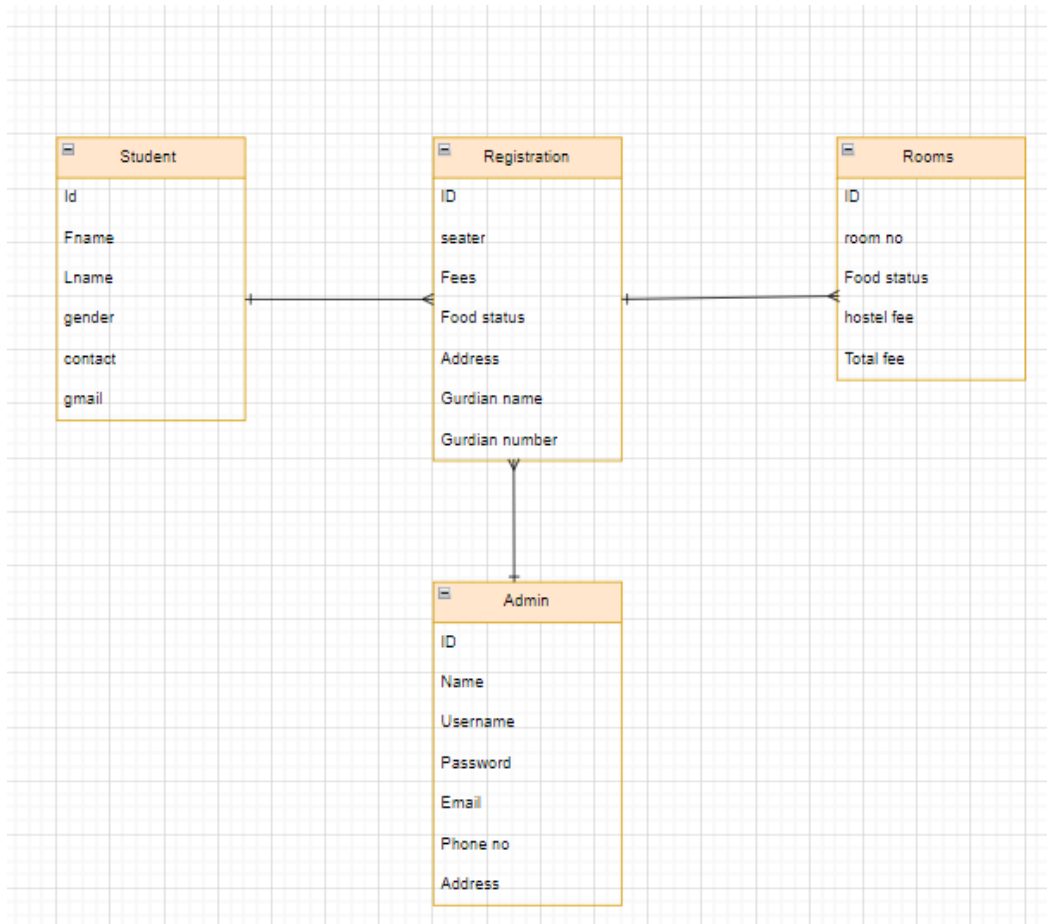 Student
Id
Fname
Lname
gender
contact
gmail
Registration
ID
seater
Fees
Food status
Address
Gurdian name
Gurdian number
Rooms
ID
room no
Food status
hostel fee
Total fee
Admin
ID
Name
Username
Password
Email
Phone no
Address